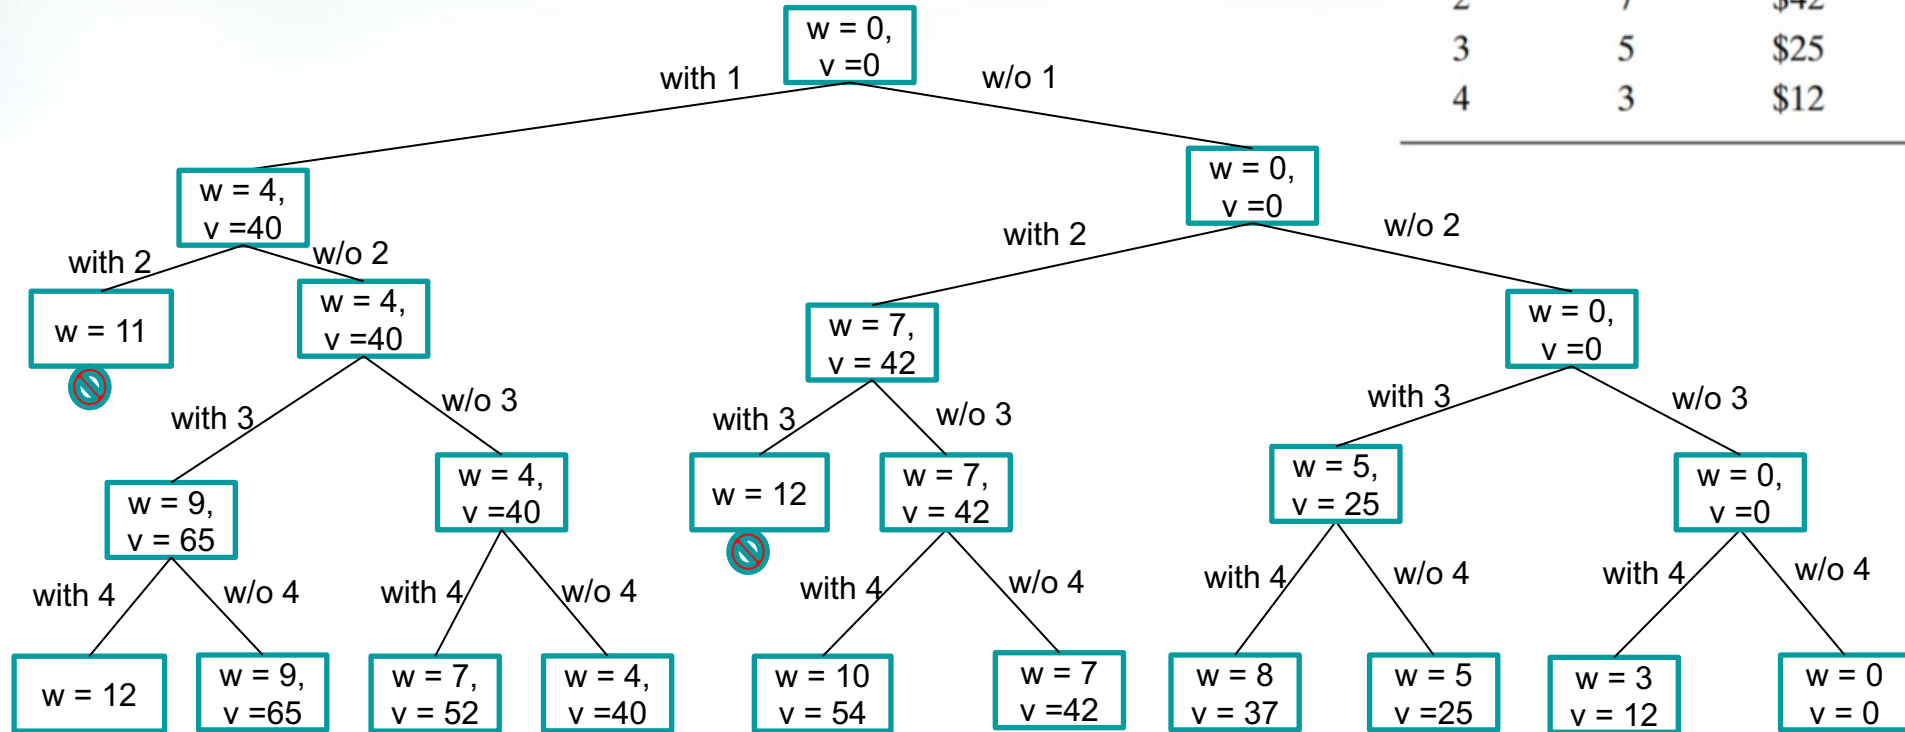 2 7 $42
3 5 $25
4 3 $12
w = 0,
v =0
with 1
w/o 1
w = 4,
v =40
w = 0,
v =0
with 2
w/o 2
with 2
w/o 2
w = 11
w = 4,
v =40
w = 7,
v = 42
w = 0,
v =0
with 3
w/o 3
with 3
w/o 3
with 3
w/o 3
w = 9,
v = 65
w = 4,
v =40
w = 12
w = 7,
v = 42
w = 5,
v = 25
w = 0,
v =0
with 4
w/o 4
with 4
w/o 4
with 4
w/o 4
with 4
w/o 4
with 4
w/o 4
w = 12
w = 9,
v =65
w = 7,
v = 52
w = 4,
v =40
w = 10
v = 54
w = 7
v =42
w = 8
v = 37
w = 5
v =25
w = 3
v = 12
w = 0
v = 0